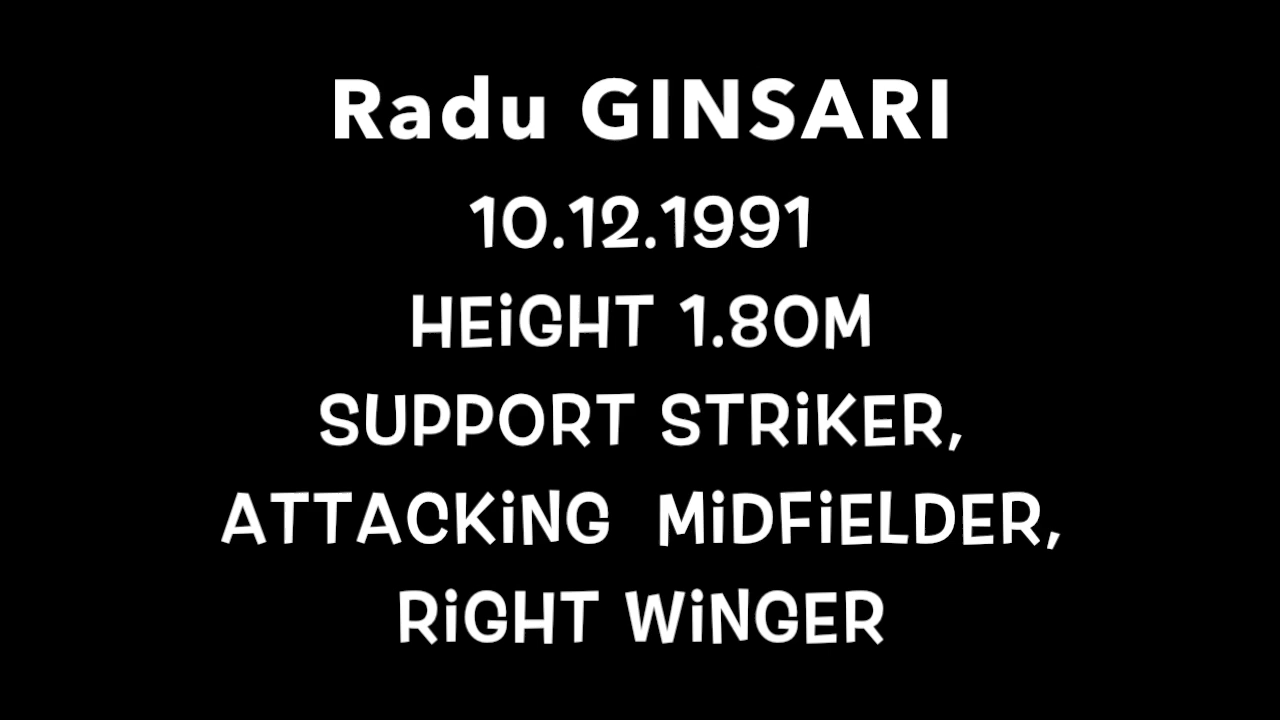 Radu GINSARI
10.12.1991
HEiGHT 1.80M
SUPPORT STRiKER,
ATTACKiNG MiDFiELDER,
RiGHT WiNGER